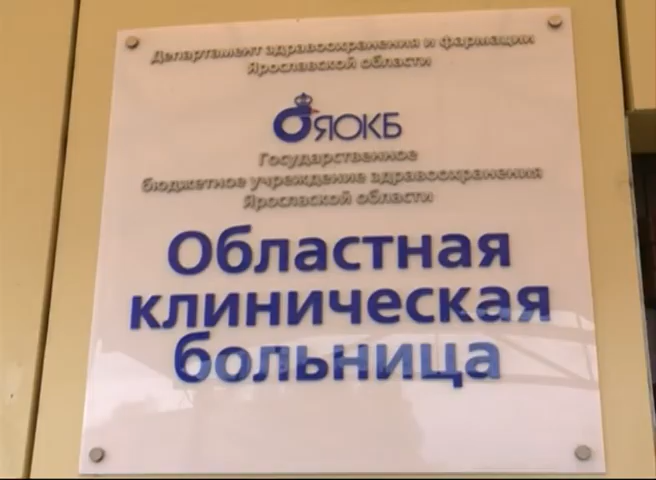 Департамент здравоохранения и фармации
Ярославской области
ЯОКБ
Государственное
бюджетное учреждение здравоохранения
Ярославской области
Областная
клиническая
больница